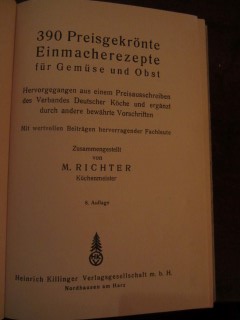 390 Preisgekrönte
Einmacherezepte
für Gemüse und Obst
Hervorgegangen aus einem Preisausschreiben
des Verbandes Deutscher Köche und ergänzt
durch andere bewährte Vorschriften
Mit wertvollen Beiträgen hervorragender Fachleute
Zusammengestellt
von
M. RICHTER
Küchenmeister
Auflage
Heinrich Killinger Verlagsgesellschaft m. b. H.
Nordhausen am Harz